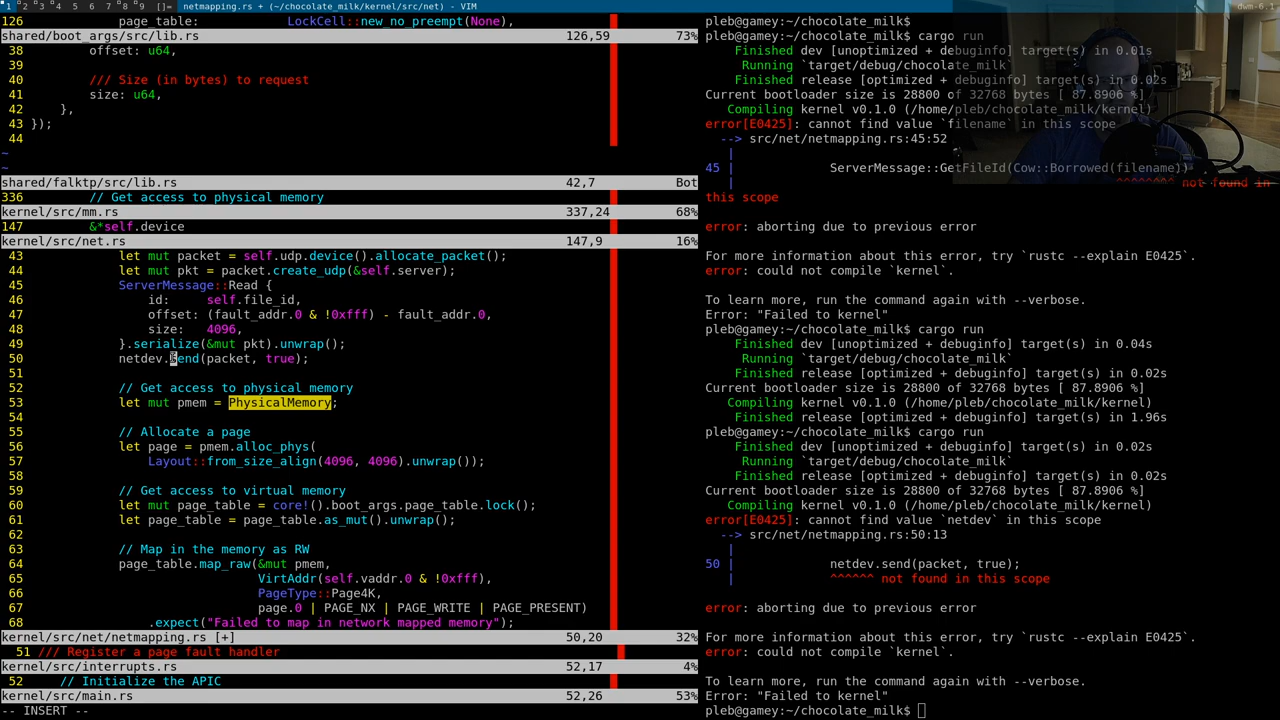 1 2 3 4 5 6 7 8 9 []= netmapping.rs + (~/chocolate_milk/kernel/src/net) - VIM dwm-6.1
126         page_table:            LockCell::new_no_preempt(None),
shared/boot_args/src/lib.rs 126,59 73%
38         offset: u64,
39
40         /// Size (in bytes) to request
41         size: u64,
42     },
43 });
44
~
~
shared/falktp/src/lib.rs 42,7 Bot
336         // Get access to physical memory
kernel/src/mm.rs 337,24 68%
147         &*self.device
kernel/src/net.rs 147,9 16%
43             let mut packet = self.udp.device().allocate_packet();
44             let mut pkt = packet.create_udp(&self.server);
45             ServerMessage::Read {
46                 id:     self.file_id,
47                 offset: (fault_addr.0 & !0xfff) - fault_addr.0,
48                 size:   4096,
49             }.serialize(&mut pkt).unwrap();
50             netdev.send(packet, true);
51
52             // Get access to physical memory
53             let mut pmem = PhysicalMemory;
54
55             // Allocate a page
56             let page = pmem.alloc_phys(
57                 Layout::from_size_align(4096, 4096).unwrap());
58
59             // Get access to virtual memory
60             let mut page_table = core!().boot_args.page_table.lock();
61             let page_table = page_table.as_mut().unwrap();
62
63             // Map in the memory as RW
64             page_table.map_raw(&mut pmem,
65                                VirtAddr(self.vaddr.0 & !0xfff),
66                                PageType::Page4K,
67                                page.0 | PAGE_NX | PAGE_WRITE | PAGE_PRESENT)
68                 .expect("Failed to map in network mapped memory");
kernel/src/net/netmapping.rs [+] 50,20 32%
51 /// Register a page fault handler
kernel/src/interrupts.rs 52,17 4%
52     // Initialize the APIC
kernel/src/main.rs 52,26 53%
-- INSERT --
pleb@gamey:~/chocolate_milk$
pleb@gamey:~/chocolate_milk$ cargo run
    Finished dev [unoptimized + debuginfo] target(s) in 0.01s
     Running `target/debug/chocolate_milk`
    Finished release [optimized + debuginfo] target(s) in 0.02s
Current bootloader size is 28800 of 32768 bytes [ 87.8906 %]
   Compiling kernel v0.1.0 (/home/pleb/chocolate_milk/kernel)
error[E0425]: cannot find value `filename` in this scope
  --> src/net/netmapping.rs:45:52
   |
45 |             ServerMessage::GetFileId(Cow::Borrowed(filename))
   |                                                    ^^^^^^^^ not found in
this scope

error: aborting due to previous error

For more information about this error, try `rustc --explain E0425`.
error: could not compile `kernel`.

To learn more, run the command again with --verbose.
Error: "Failed to kernel"
pleb@gamey:~/chocolate_milk$ cargo run
    Finished dev [unoptimized + debuginfo] target(s) in 0.04s
     Running `target/debug/chocolate_milk`
    Finished release [optimized + debuginfo] target(s) in 0.02s
Current bootloader size is 28800 of 32768 bytes [ 87.8906 %]
   Compiling kernel v0.1.0 (/home/pleb/chocolate_milk/kernel)
    Finished release [optimized + debuginfo] target(s) in 1.96s
pleb@gamey:~/chocolate_milk$ cargo run
    Finished dev [unoptimized + debuginfo] target(s) in 0.02s
     Running `target/debug/chocolate_milk`
    Finished release [optimized + debuginfo] target(s) in 0.02s
Current bootloader size is 28800 of 32768 bytes [ 87.8906 %]
   Compiling kernel v0.1.0 (/home/pleb/chocolate_milk/kernel)
error[E0425]: cannot find value `netdev` in this scope
  --> src/net/netmapping.rs:50:13
   |
50 |             netdev.send(packet, true);
   |             ^^^^^^ not found in this scope

error: aborting due to previous error

For more information about this error, try `rustc --explain E0425`.
error: could not compile `kernel`.

To learn more, run the command again with --verbose.
Error: "Failed to kernel"
pleb@gamey:~/chocolate_milk$